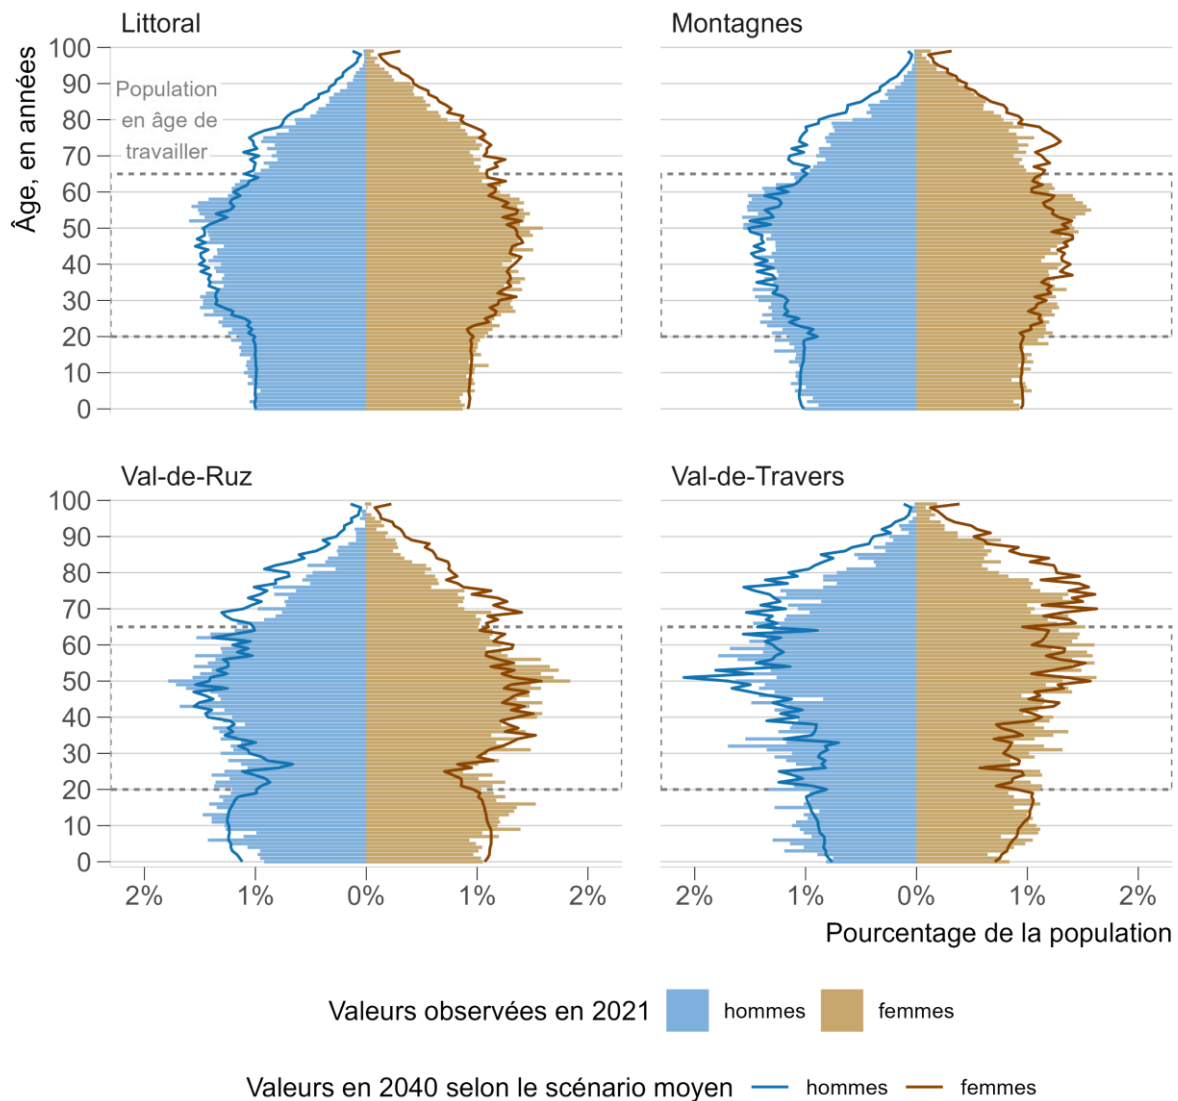 Littoral
Montagnes
Âge, en années
100
90
80
70
60
50
40
30
20
10
0
Population
en âge de
travailler
Val-de-Ruz
Val-de-Travers
100
90
80
70
60
50
40
30
20
10
0
2% 1% 0% 1% 2%
2% 1% 0% 1% 2%
Pourcentage de la population
Valeurs observées en 2021 hommes femmes
Valeurs en 2040 selon le scénario moyen hommes femmes